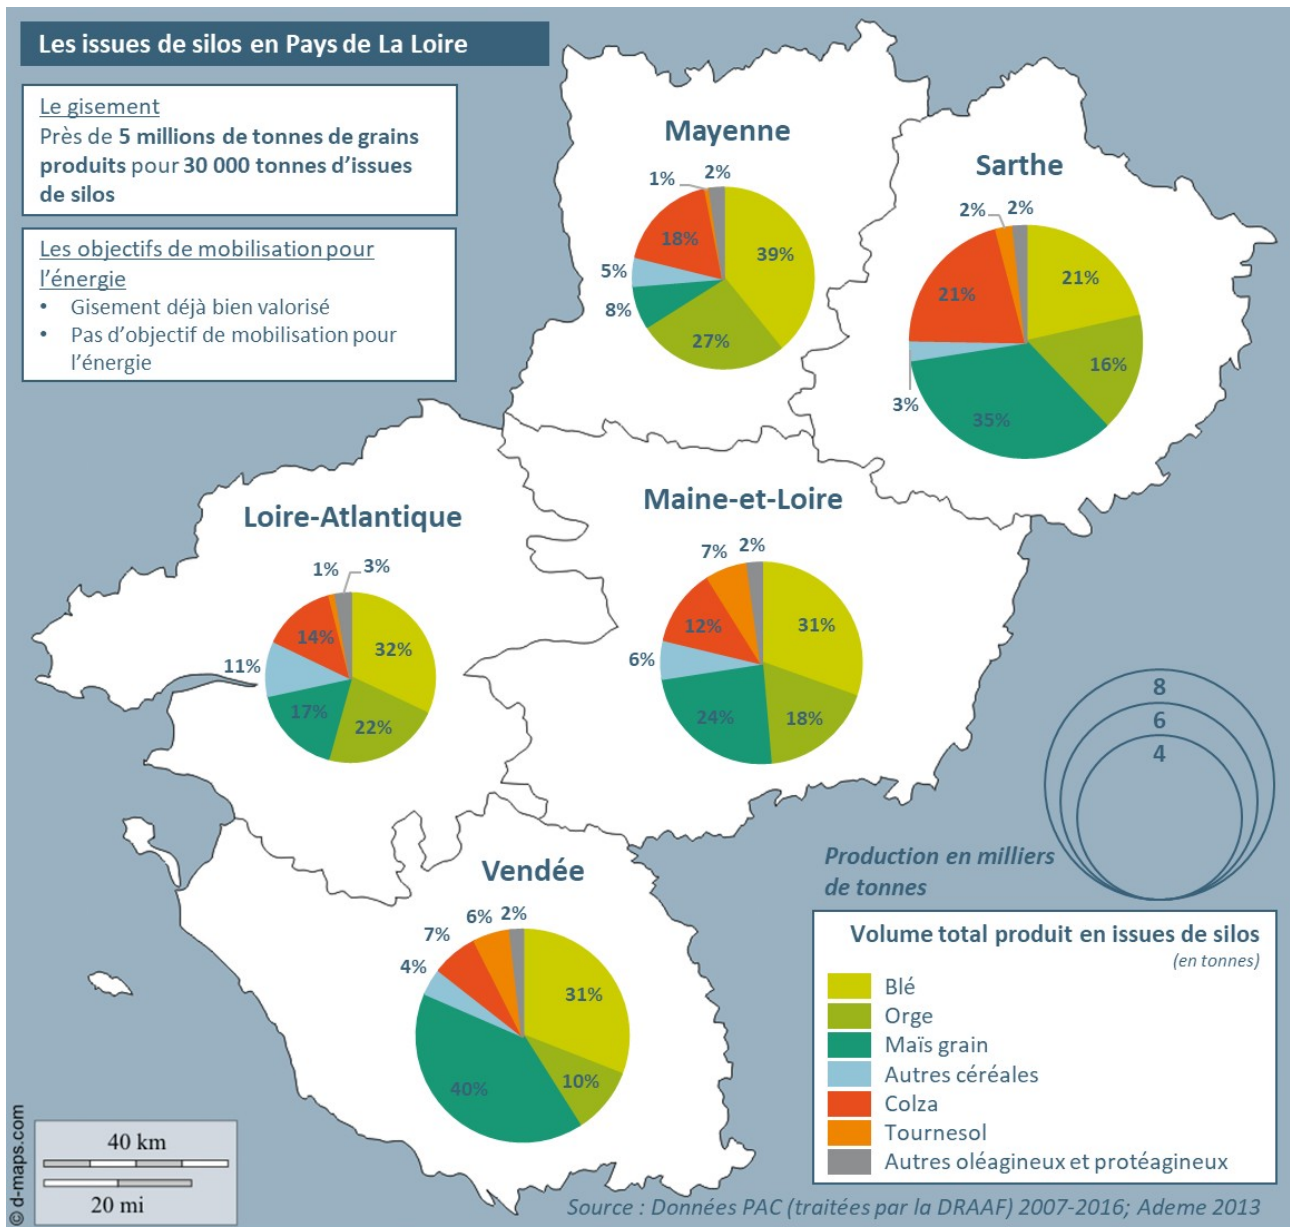 Les issues de silos en Pays de La Loire
Le gisement
Près de 5 millions de tonnes de grains
produits pour 30 000 tonnes d'issues
de silos
Les objectifs de mobilisation pour
l'énergie
• Gisement déjà bien valorisé
• Pas d'objectif de mobilisation pour
l'énergie
Mayenne
1% 2%
18%
39%
5%
8%
27%
Sarthe
2% 2%
21%
21%
16%
3%
35%
Loire-Atlantique
1% 3%
14%
32%
11%
17%
22%
Maine-et-Loire
7% 2%
12%
31%
6%
24%
18%
Vendée
7% 6% 2%
4%
31%
40%
10%
8
6
4
Production en milliers
de tonnes
Volume total produit en issues de silos
(en tonnes)
Blé
Orge
Maïs grain
Autres céréales
Colza
Tournesol
Autres oléagineux et protéagineux
40 km
20 mi
© d-maps.com
Source : Données PAC (traitées par la DRAAF) 2007-2016; Ademe 2013